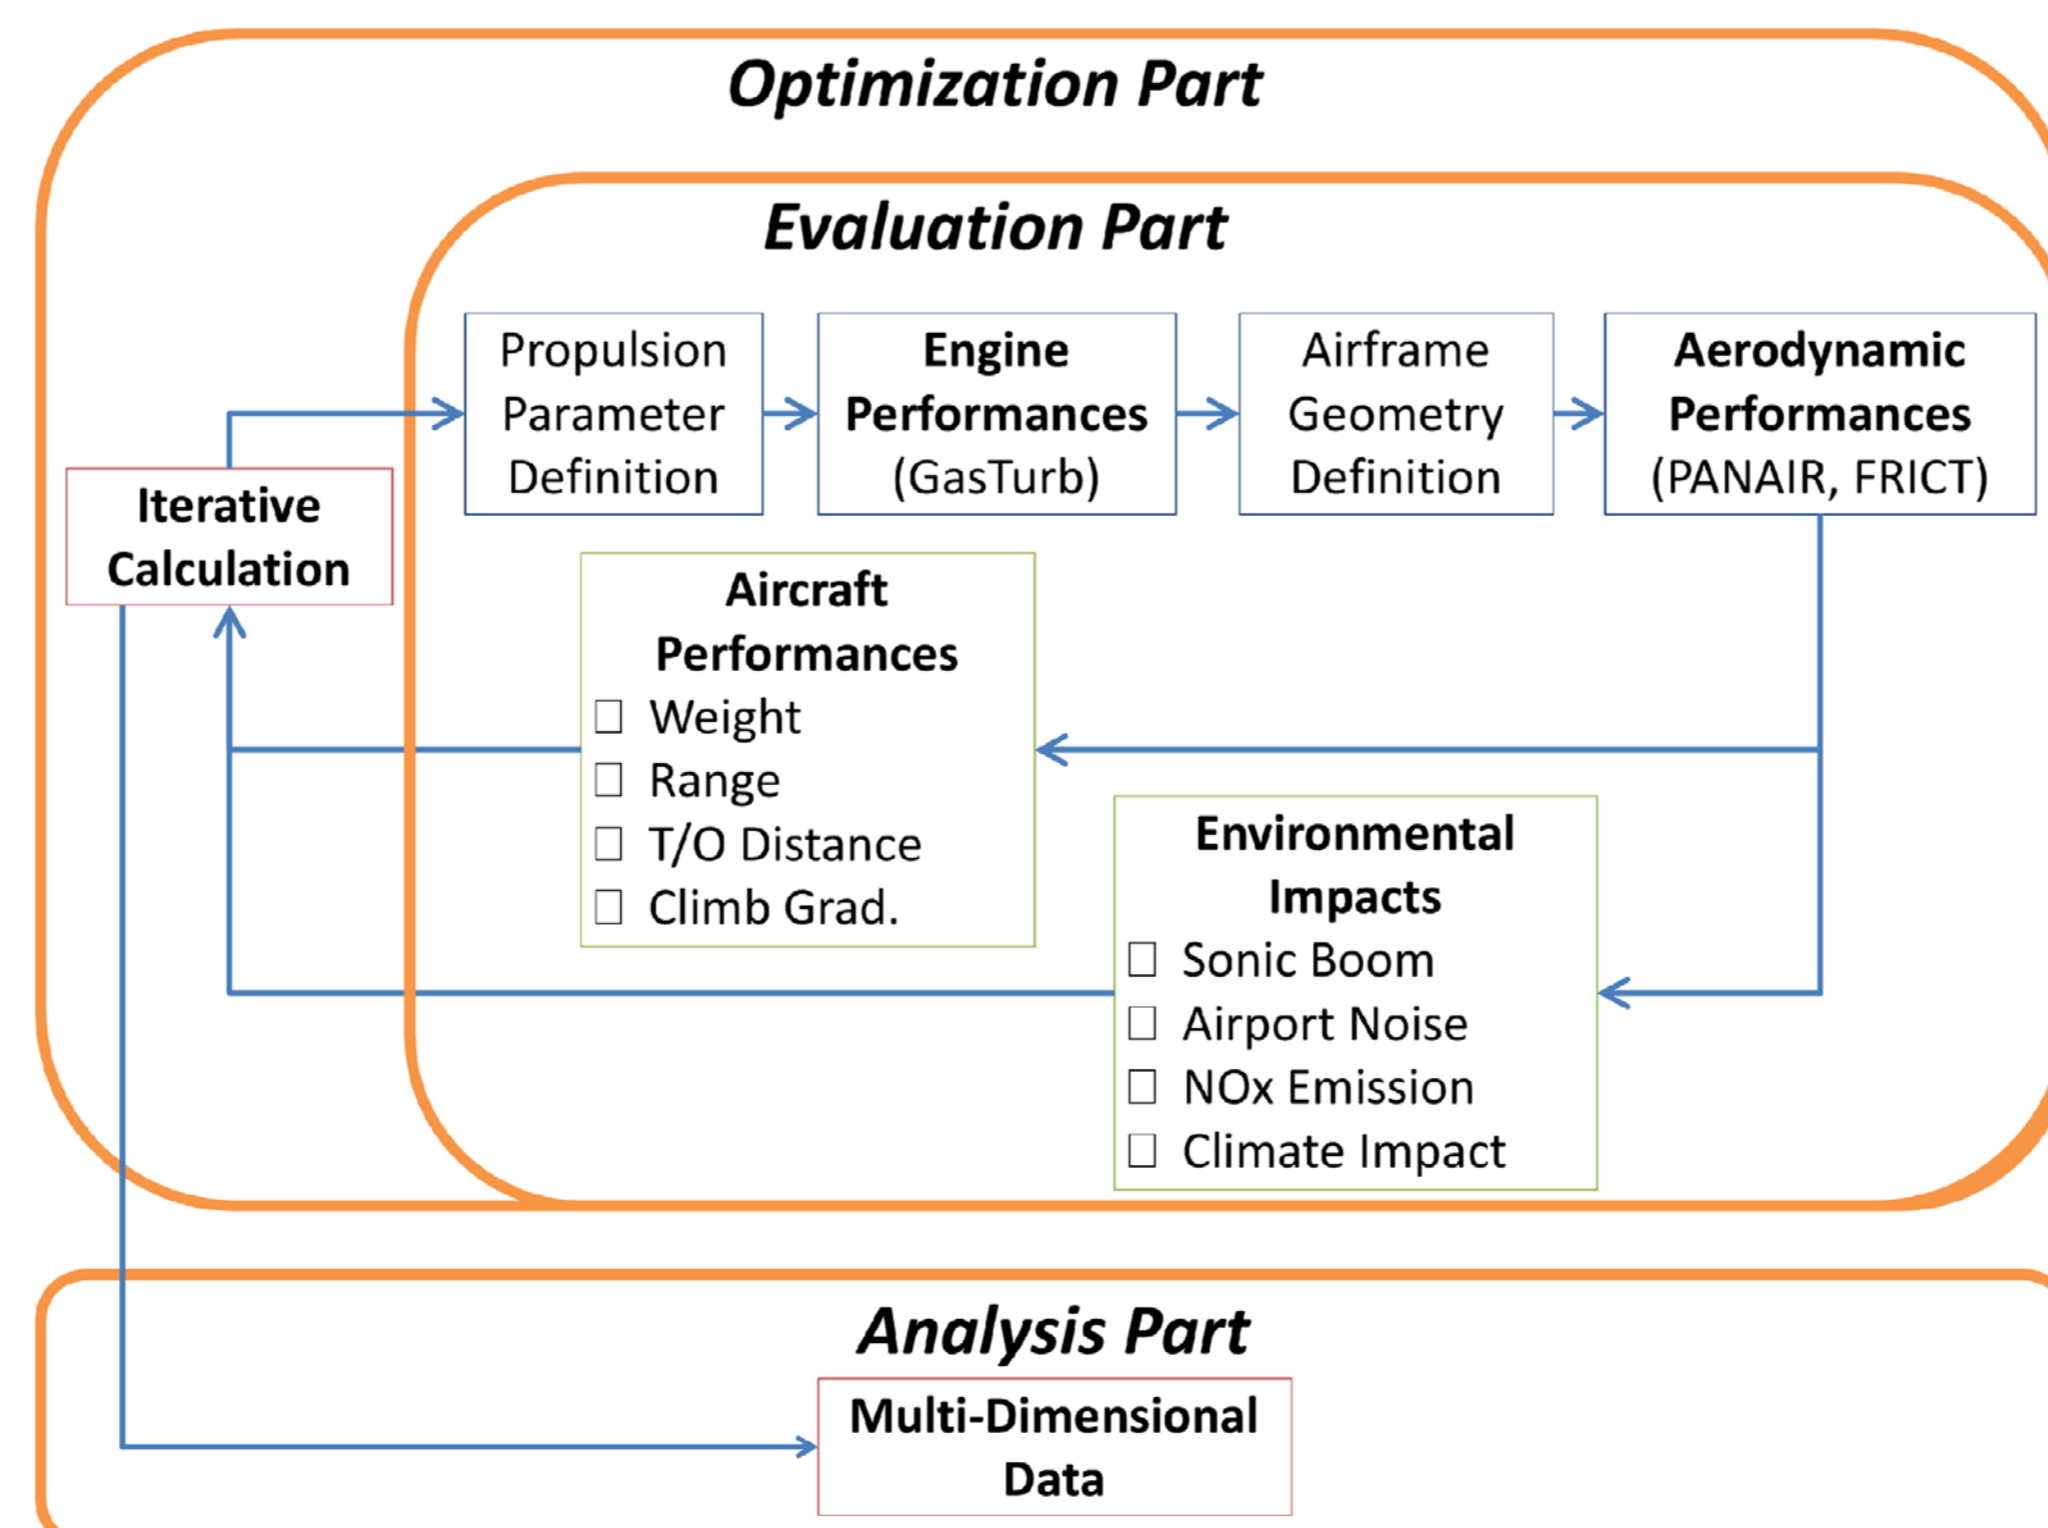 Optimization Part
Evaluation Part
Propulsion
Parameter
Definition
Engine
Performances
(GasTurb)
Airframe
Geometry
Definition
Aerodynamic
Performances
(PANAIR, FRICT)
Iterative
Calculation
Aircraft
Performances
Weight
Range
T/O Distance
Climb Grad.
Environmental
Impacts
Sonic Boom
Airport Noise
NOx Emission
Climate Impact
Analysis Part
Multi-Dimensional
Data